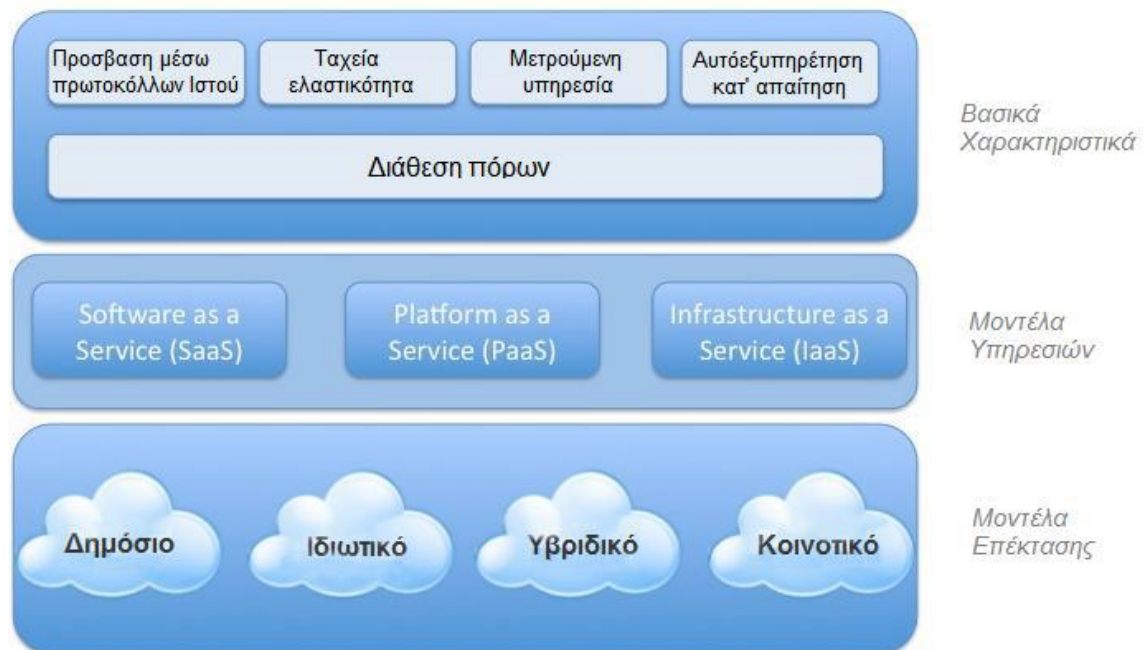 Προσβαση μέσω
πρωτοκόλλων Ιστού
Ταχεία
ελαστικότητα
Μετρούμενη
υπηρεσία
Αυτόεξυπηρέτηση
κατ' απαίτηση
Διάθεση πόρων
Βασικά
Χαρακτηριστικά
Software as a
Service (SaaS)
Platform as a
Service (PaaS)
Infrastructure as a
Service (IaaS)
Μοντέλα
Υπηρεσιών
Δημόσιο
Ιδιωτικό
Υβριδικό
Κοινοτικό
Μοντέλα
Επέκτασης